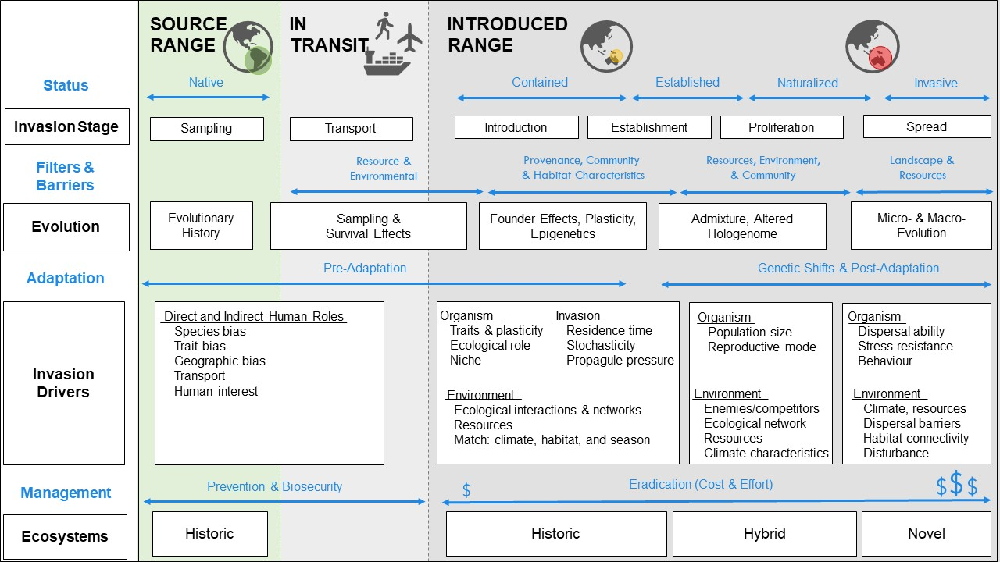 SOURCE
RANGE
IN
TRANSIT
INTRODUCED
RANGE
Status
Native
Contained
Established
Naturalized
Invasive
Invasion Stage
Sampling
Transport
Introduction
Establishment
Proliferation
Spread
Filters &
Barriers
Resource &
Environmental
Provenance, Community
& Habitat Characteristics
Resources, Environment,
& Community
Landscape &
Resources
Evolution
Evolutionary
History
Sampling &
Survival Effects
Founder Effects, Plasticity,
Epigenetics
Admixture, Altered
Hologenome
Micro- & Macro-
Evolution
Adaptation
Pre-Adaptation
Genetic Shifts & Post-Adaptation
Invasion
Drivers
Direct and Indirect Human Roles
Species bias
Trait bias
Geographic bias
Transport
Human interest
Organism
Traits & plasticity
Ecological role
Niche
Invasion
Residence time
Stochasticity
Propagule pressure
Environment
Ecological interactions & networks
Resources
Match: climate, habitat, and season
Organism
Population size
Reproductive mode
Environment
Enemies/competitors
Ecological network
Resources
Climate characteristics
Organism
Dispersal ability
Stress resistance
Behaviour
Environment
Climate, resources
Dispersal barriers
Habitat connectivity
Disturbance
Management
Prevention & Biosecurity
$
Eradication (Cost & Effort)
$$$
Ecosystems
Historic
Historic
Hybrid
Novel